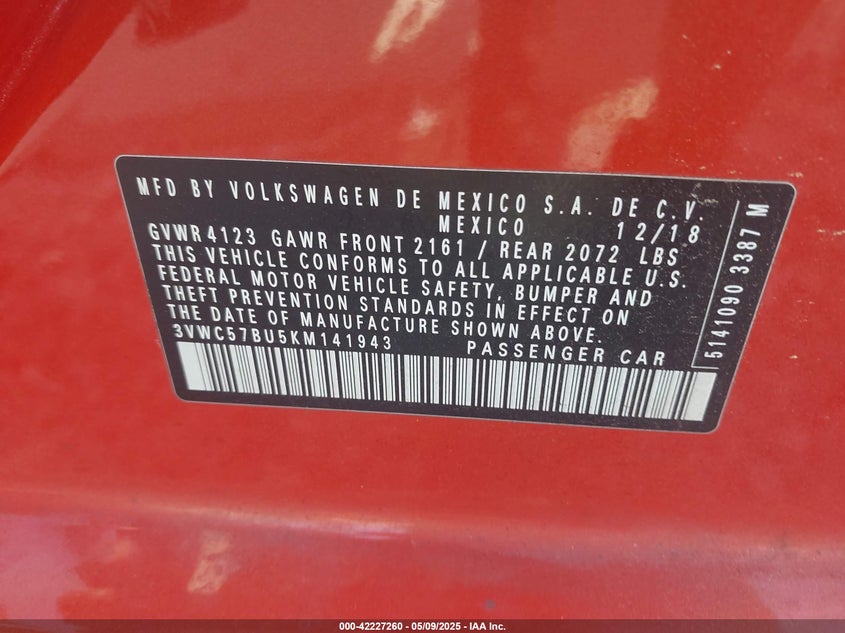 MFD BY VOLKSWAGEN DE MEXICO S.A. DE C.V.
MEXICO 12/18
GVWR 4123 GAWR FRONT 2161 / REAR 2072 LBS
THIS VEHICLE CONFORMS TO ALL APPLICABLE U.S.
FEDERAL MOTOR VEHICLE SAFETY, BUMPER AND
THEFT PREVENTION STANDARDS IN EFFECT ON
THE DATE OF MANUFACTURE SHOWN ABOVE.
3VWC57BU5KM141943 PASSENGER CAR
5141090 3387 M
000-42227260 - 05/09/2025 - IAA Inc.